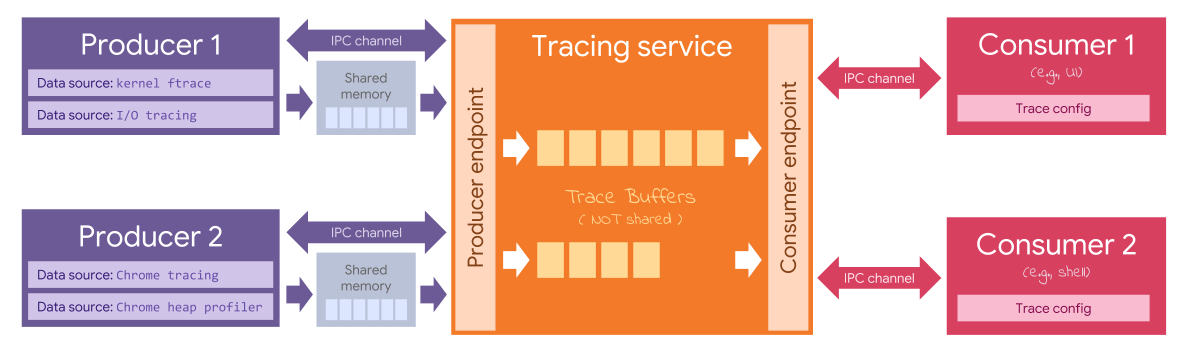 Producer 1
Data source: kernel ftrace
Data source: I/O tracing
IPC channel
Shared
memory
Producer 2
Data source: Chrome tracing
Data source: Chrome heap profiler
IPC channel
Shared
memory
Tracing service
Producer endpoint
Trace Buffers
( NOT shared )
Consumer endpoint
IPC channel
Consumer 1
(e.g., UI)
Trace config
IPC channel
Consumer 2
(e.g., shell)
Trace config